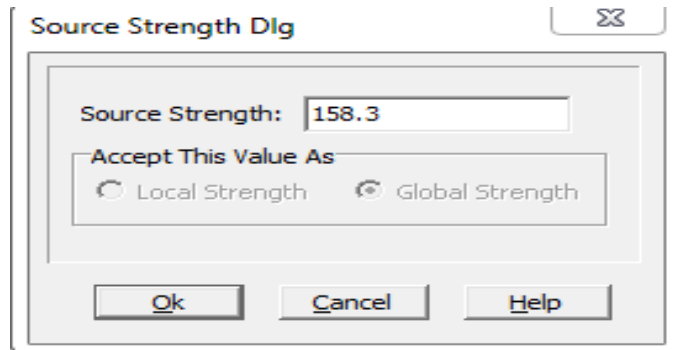 Source Strength Dlg
Source Strength: 158.3
Accept This Value As
Local Strength Global Strength
Ok Cancel Help